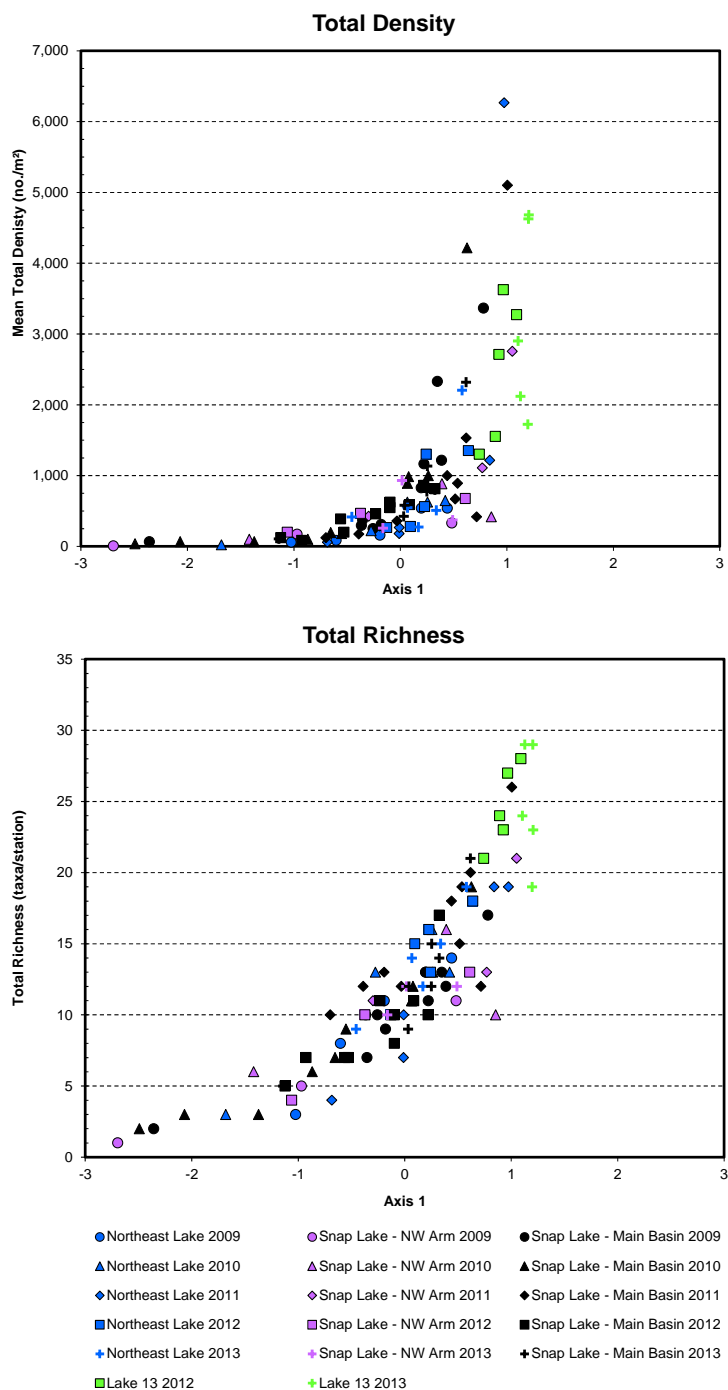 Total Density
7,000
6,000
5,000
4,000
3,000
2,000
1,000
0
Mean Total Denisty (no./m²)
-3 -2 -1 0 1 2 3
Axis 1
Total Richness
35
30
25
20
15
10
5
0
Total Richness (taxa/station)
-3 -2 -1 0 1 2 3
Axis 1
Northeast Lake 2009 Snap Lake - NW Arm 2009 Snap Lake - Main Basin 2009
Northeast Lake 2010 Snap Lake - NW Arm 2010 Snap Lake - Main Basin 2010
Northeast Lake 2011 Snap Lake - NW Arm 2011 Snap Lake - Main Basin 2011
Northeast Lake 2012 Snap Lake - NW Arm 2012 Snap Lake - Main Basin 2012
Northeast Lake 2013 Snap Lake - NW Arm 2013 Snap Lake - Main Basin 2013
Lake 13 2012 Lake 13 2013